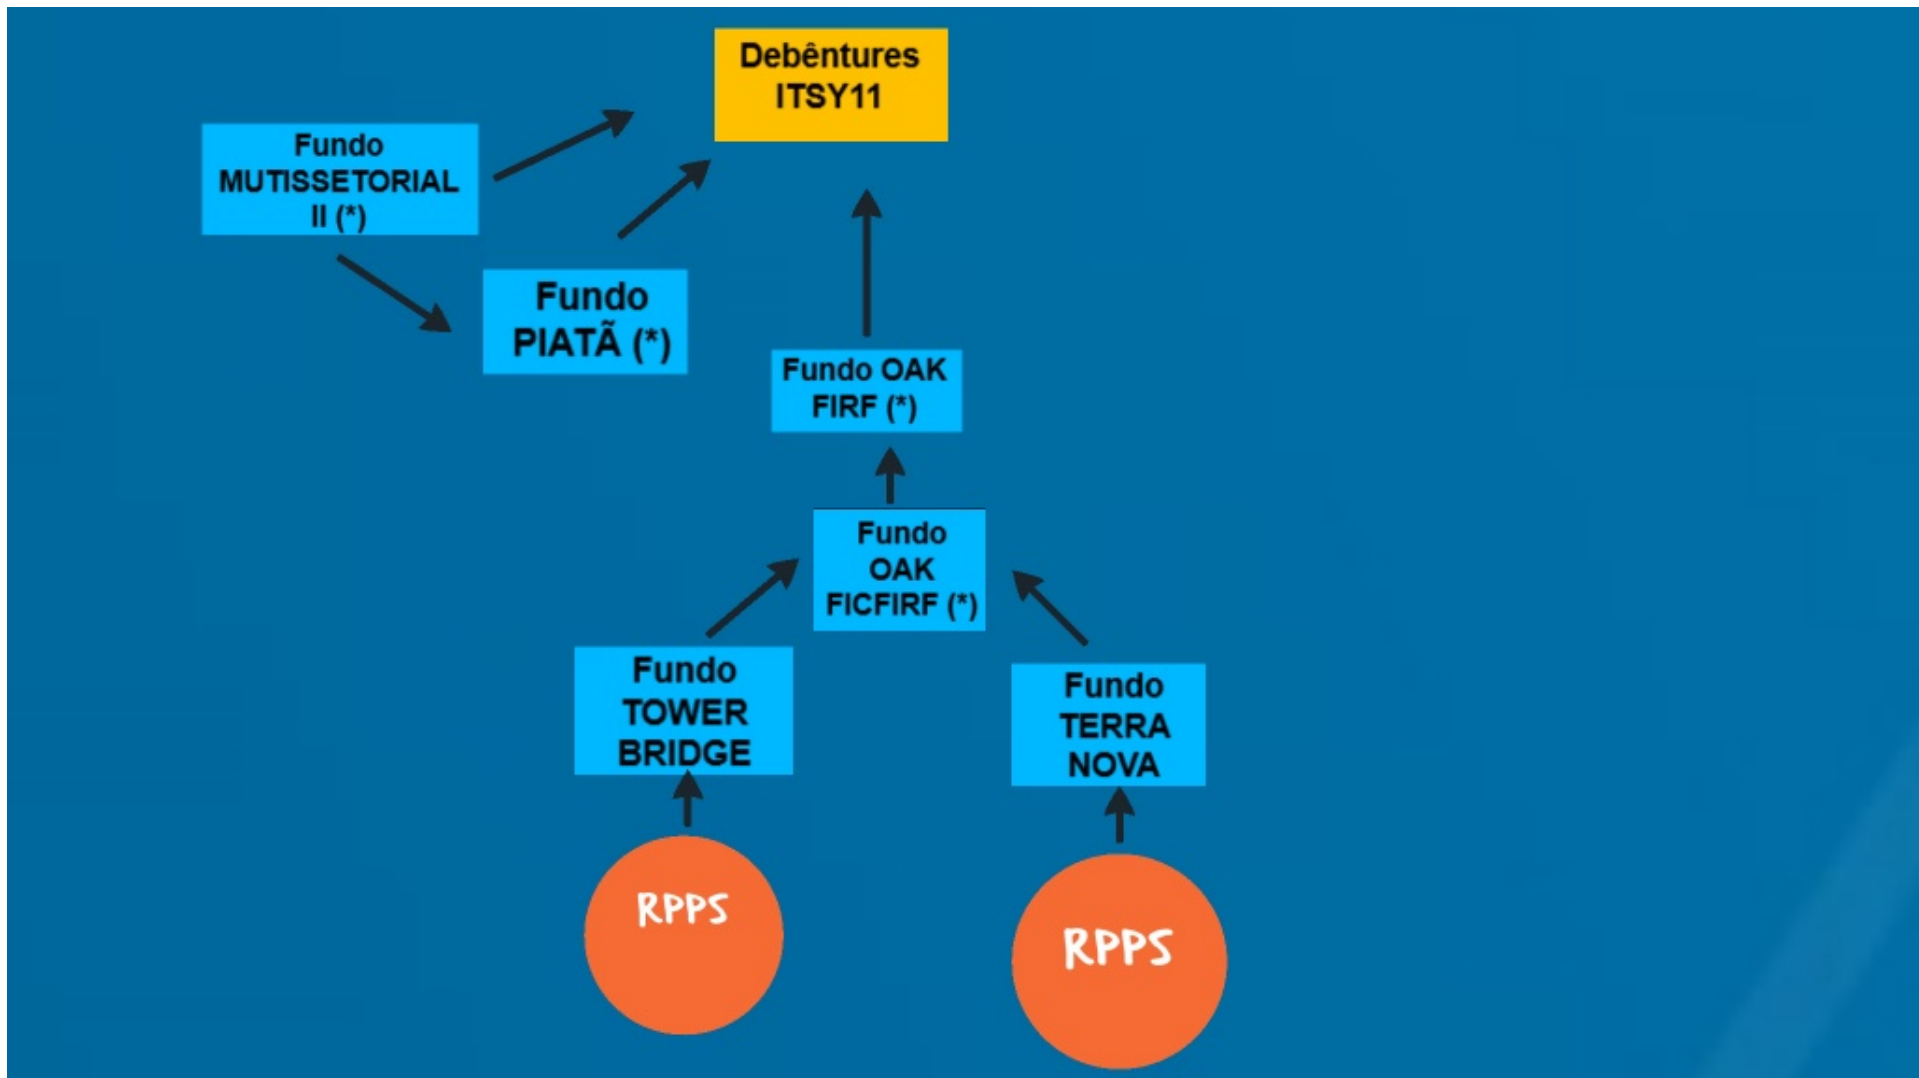 Debêntures
ITSY11
Fundo
MUTISSETORIAL
II (*)
Fundo
PIATÃ (*)
Fundo OAK
FIRF (*)
Fundo
OAK
FICFIRF (*)
Fundo
TOWER
BRIDGE
Fundo
TERRA
NOVA
RPPS
RPPS